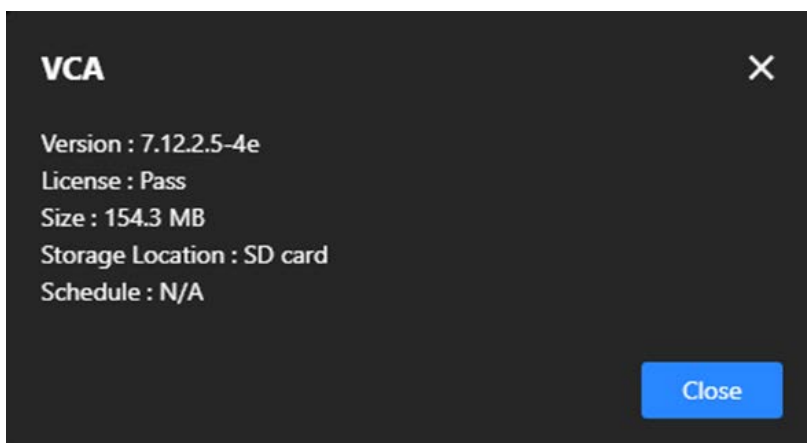 VCA
Version : 7.12.2.5-4e
License : Pass
Size : 154.3 MB
Storage Location : SD card
Schedule : N/A
Close